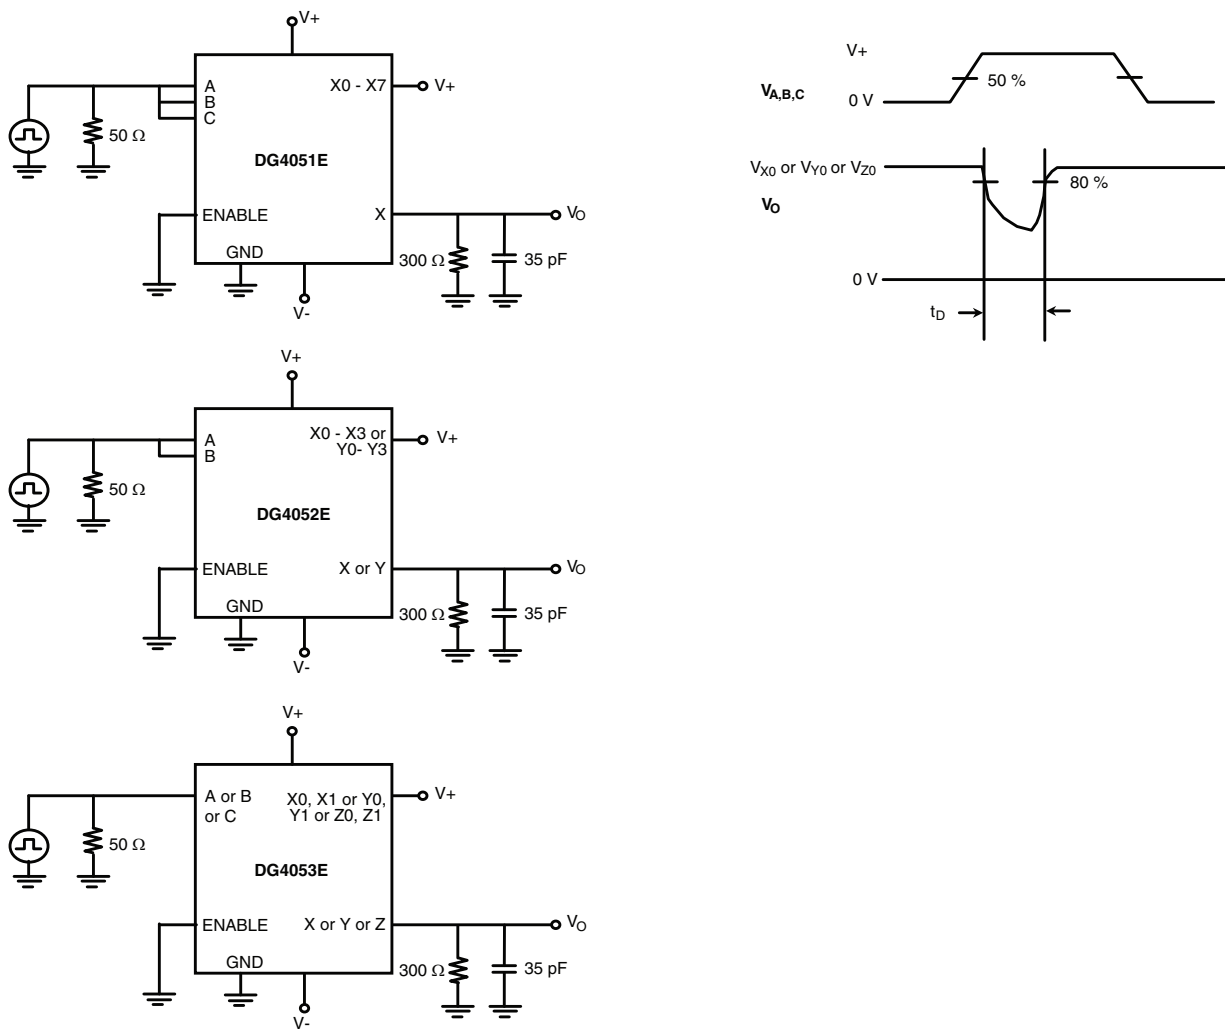 V+
A
B
C
X0 - X7
V+
50 Ω
DG4051E
ENABLE
X
VO
GND
300 Ω
35 pF
V-
V+
VA,B,C
50 %
0 V
VX0 or VY0 or VZ0
VO
80 %
0 V
tD
V+
A
B
X0 - X3 or
Y0- Y3
V+
50 Ω
DG4052E
ENABLE
X or Y
VO
GND
300 Ω
35 pF
V-
V+
A or B
or C
X0, X1 or Y0,
Y1 or Z0, Z1
V+
50 Ω
DG4053E
ENABLE
X or Y or Z
VO
GND
300 Ω
35 pF
V-